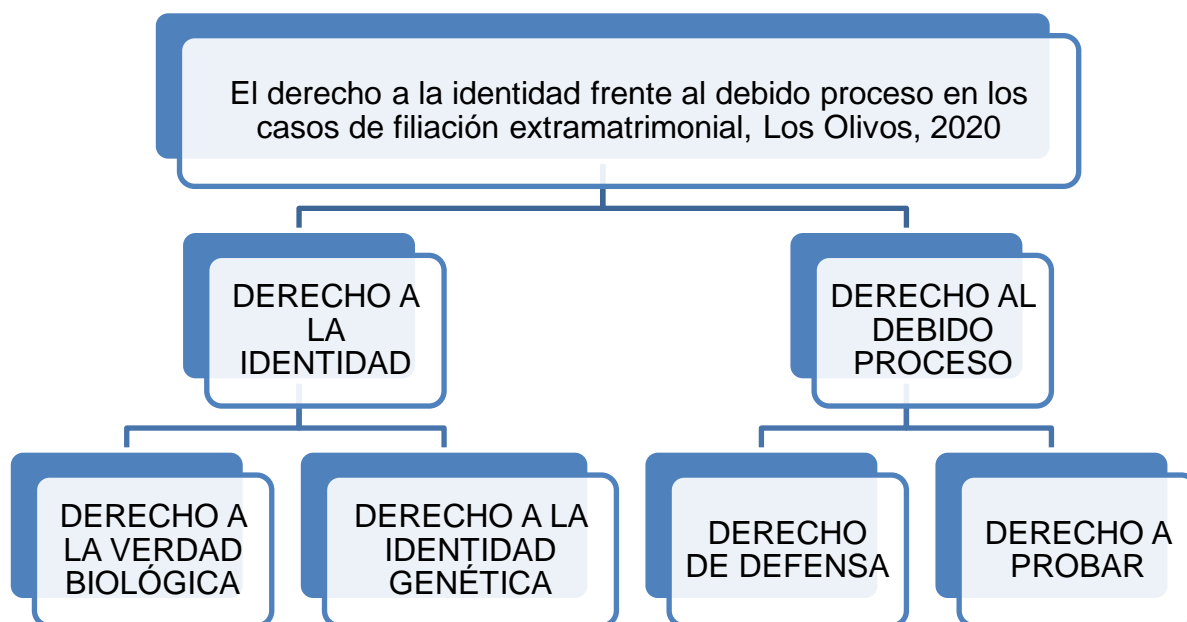 El derecho a la identidad frente al debido proceso en los
casos de filiación extramatrimonial, Los Olivos, 2020
DERECHO A
LA
IDENTIDAD
DERECHO AL
DEBIDO
PROCESO
DERECHO A
LA VERDAD
BIOLÓGICA
DERECHO A LA
IDENTIDAD
GENÉTICA
DERECHO
DE DEFENSA
DERECHO A
PROBAR